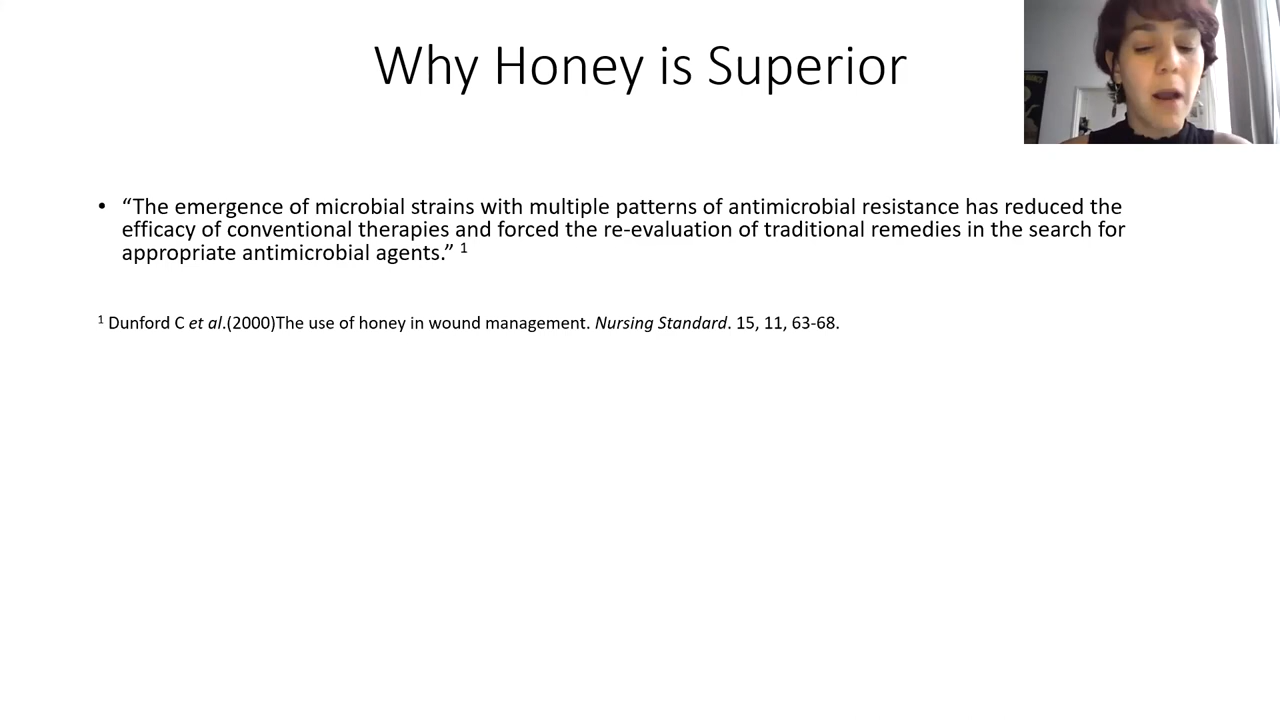 Why Honey is Superior
• “The emergence of microbial strains with multiple patterns of antimicrobial resistance has reduced the
efficacy of conventional therapies and forced the re-evaluation of traditional remedies in the search for
appropriate antimicrobial agents.” ¹
¹ Dunford C et al.(2000)The use of honey in wound management. Nursing Standard. 15, 11, 63-68.